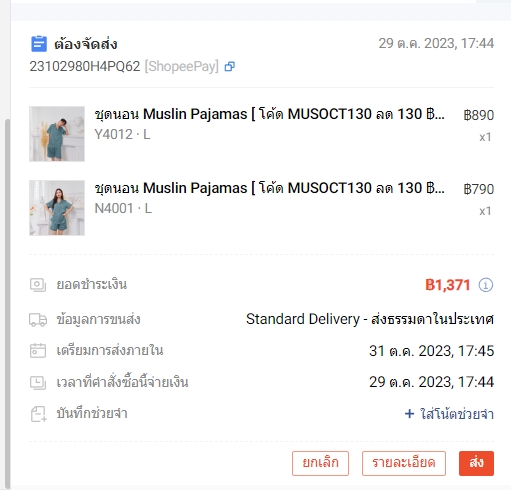 ต้องจัดส่ง
29 ต.ค. 2023, 17:44
23102980H4PQ62 [ShopeePay]
ชุดนอน Muslin Pajamas [ โค้ด MUSOCT130 ลด 130 ฿...
฿890
Y4012 · L
x1
ชุดนอน Muslin Pajamas [ โค้ด MUSOCT130 ลด 130 ฿...
฿790
N4001 · L
x1
ยอดชำระเงิน
฿1,371
ข้อมูลการขนส่ง
Standard Delivery - ส่งธรรมดาในประเทศ
เตรียมการส่งภายใน
31 ต.ค. 2023, 17:45
เวลาที่คำสั่งซื้อนี้จ่ายเงิน
29 ต.ค. 2023, 17:44
บันทึกช่วยจำ
+ ใส่โน้ตช่วยจำ
ยกเลิก
รายละเอียด
ส่ง